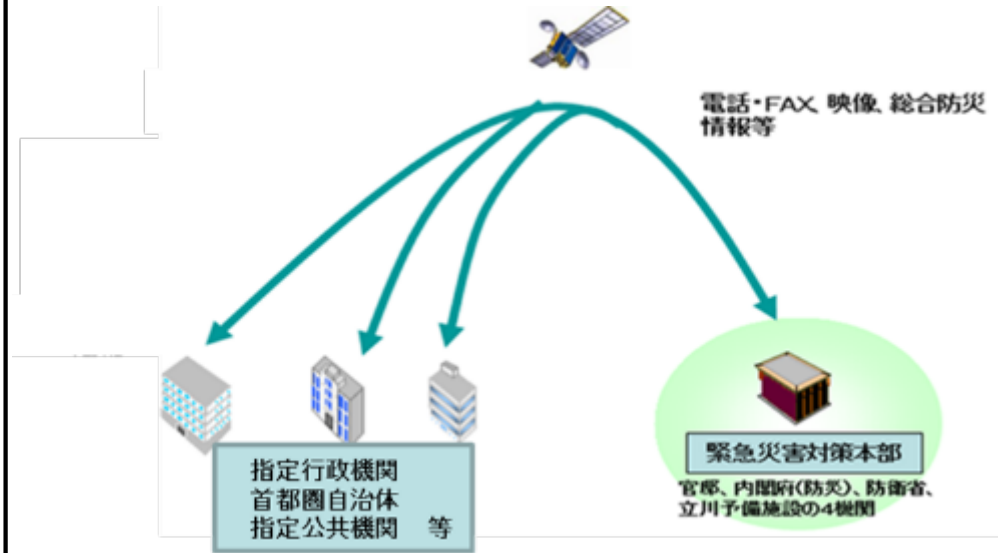 電話・FAX、映像、総合防災
情報等
指定行政機関
首都圏自治体
指定公共機関　等
緊急災害対策本部
官邸、内閣府(防災)、防衛省、
立川予備施設の4機関